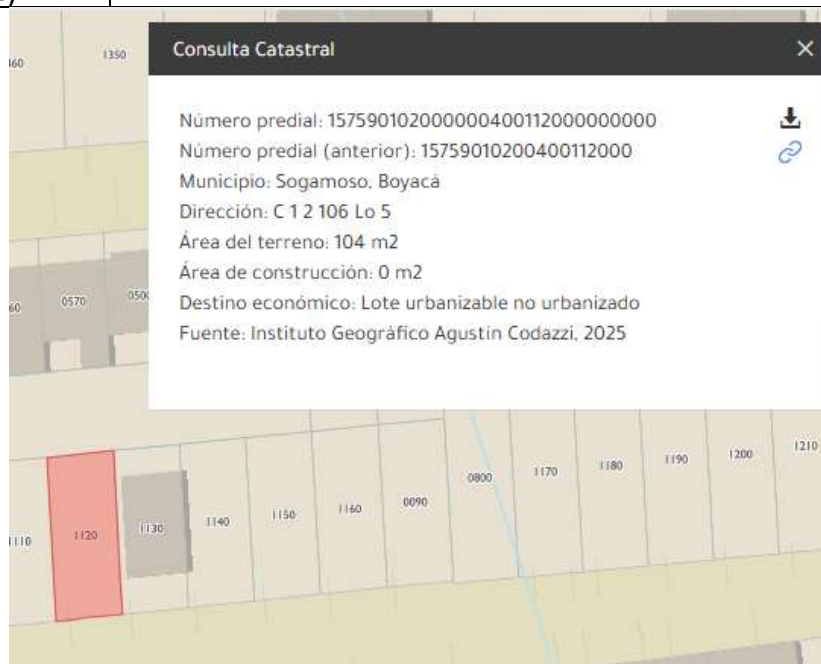 1350
Consulta Catastral
Número predial: 157590102000000400112000000000
Número predial (anterior): 15759010200400112000
Municipio: Sogamoso, Boyacá
Dirección: C 1 2 106 Lo 5
Área del terreno: 104 m2
Área de construcción: 0 m2
Destino económico: Lote urbanizable no urbanizado
Fuente: Instituto Geográfico Agustín Codazzi, 2025
0570
0500
1110
1120
1130
1140
1150
1160
0090
0800
1170
1180
1190
1200
1210